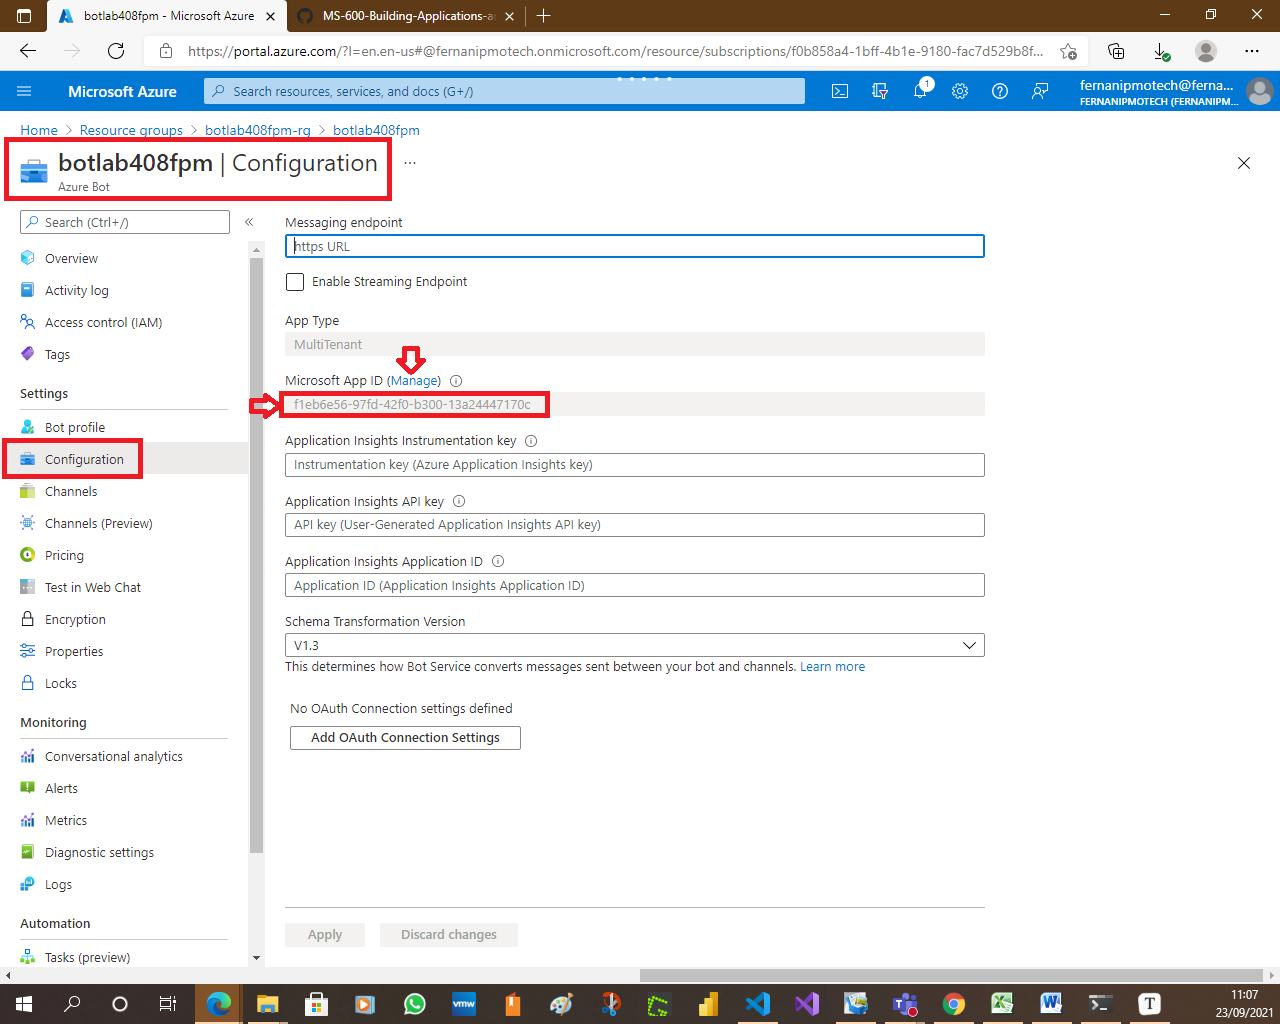 botlab408fpm - Microsoft Azure
MS-600-Building-Applications-a
https://portal.azure.com/?l=en.en-us#@fernanipmotech.onmicrosoft.com/resource/subscriptions/f0b858a4-1bff-4b1e-9180-fac7d529b8f...
Microsoft Azure
Search resources, services, and docs (G+/)
1
fernanipmotech@ferna...
FERNANIPMOTECH (FERNANIPM...
Home > Resource groups > botlab408fpm-rg > botlab408fpm
botlab408fpm | Configuration ...
Azure Bot
Search (Ctrl+/)
«
Overview
Activity log
Access control (IAM)
Tags
Settings
Bot profile
Configuration
Channels
Channels (Preview)
Pricing
Test in Web Chat
Encryption
Properties
Locks
Monitoring
Conversational analytics
Alerts
Metrics
Diagnostic settings
Logs
Automation
Tasks (preview)
Messaging endpoint
https URL
Enable Streaming Endpoint
App Type
MultiTenant
Microsoft App ID (Manage)
f1eb6e56-97fd-42f0-b300-13a24447170c
Application Insights Instrumentation key
Instrumentation key (Azure Application Insights key)
Application Insights API key
API key (User-Generated Application Insights API key)
Application Insights Application ID
Application ID (Application Insights Application ID)
Schema Transformation Version
V1.3
This determines how Bot Service converts messages sent between your bot and channels. Learn more
No OAuth Connection settings defined
Add OAuth Connection Settings
Apply
Discard changes
vmw
T
11:07
23/09/2021